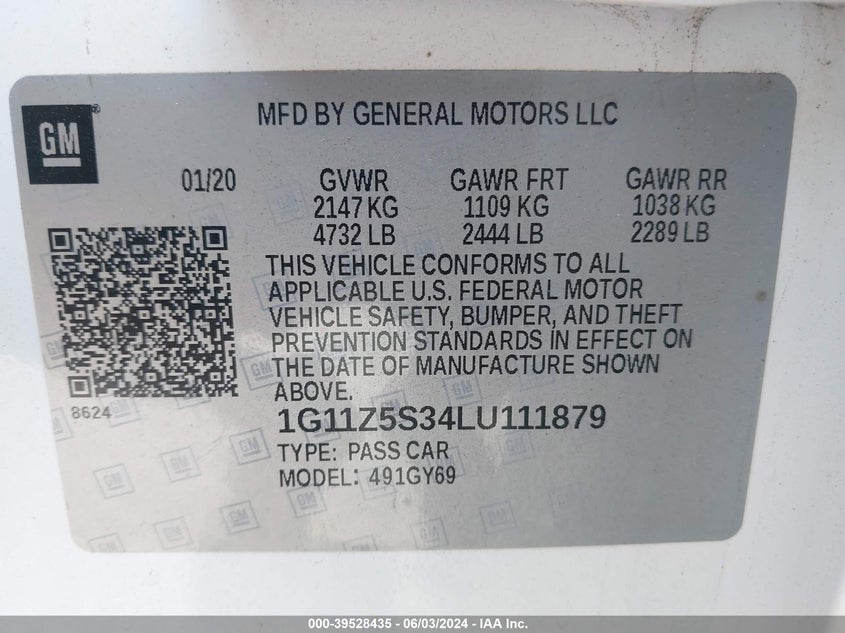 MFD BY GENERAL MOTORS LLC
GM
®
01/20 GVWR GAWR FRT GAWR RR
2147 KG 1109 KG 1038 KG
4732 LB 2444 LB 2289 LB
THIS VEHICLE CONFORMS TO ALL
APPLICABLE U.S. FEDERAL MOTOR
VEHICLE SAFETY, BUMPER, AND THEFT
PREVENTION STANDARDS IN EFFECT ON
THE DATE OF MANUFACTURE SHOWN
ABOVE.
8624
1G11Z5S34LU111879
TYPE: PASS CAR
MODEL: 491GY69
000-39528435 - 06/03/2024 - IAA Inc.